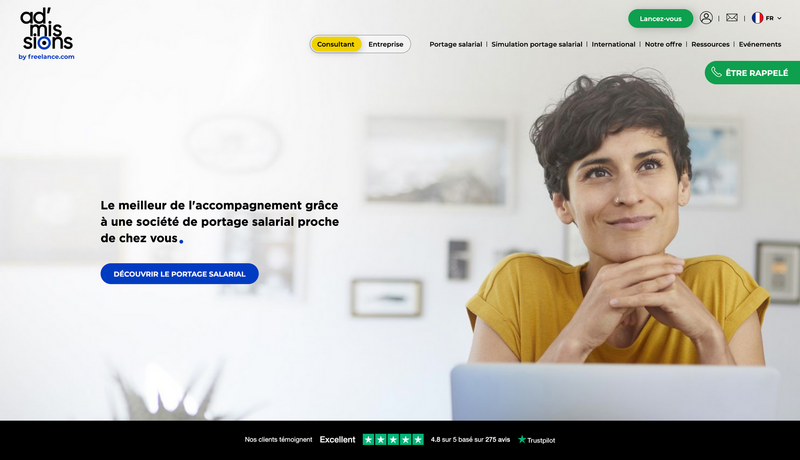 ad'
mis
sions
by freelance.com
Lancez-vous
FR
Consultant Entreprise
Portage salarial | Simulation portage salarial | International | Notre offre | Ressources | Evénements
ÊTRE RAPPELÉ
Le meilleur de l'accompagnement grâce
à une société de portage salarial proche
de chez vous.
DÉCOUVRIR LE PORTAGE SALARIAL
Nos clients témoignent Excellent 4.8 sur 5 basé sur 275 avis Trustpilot